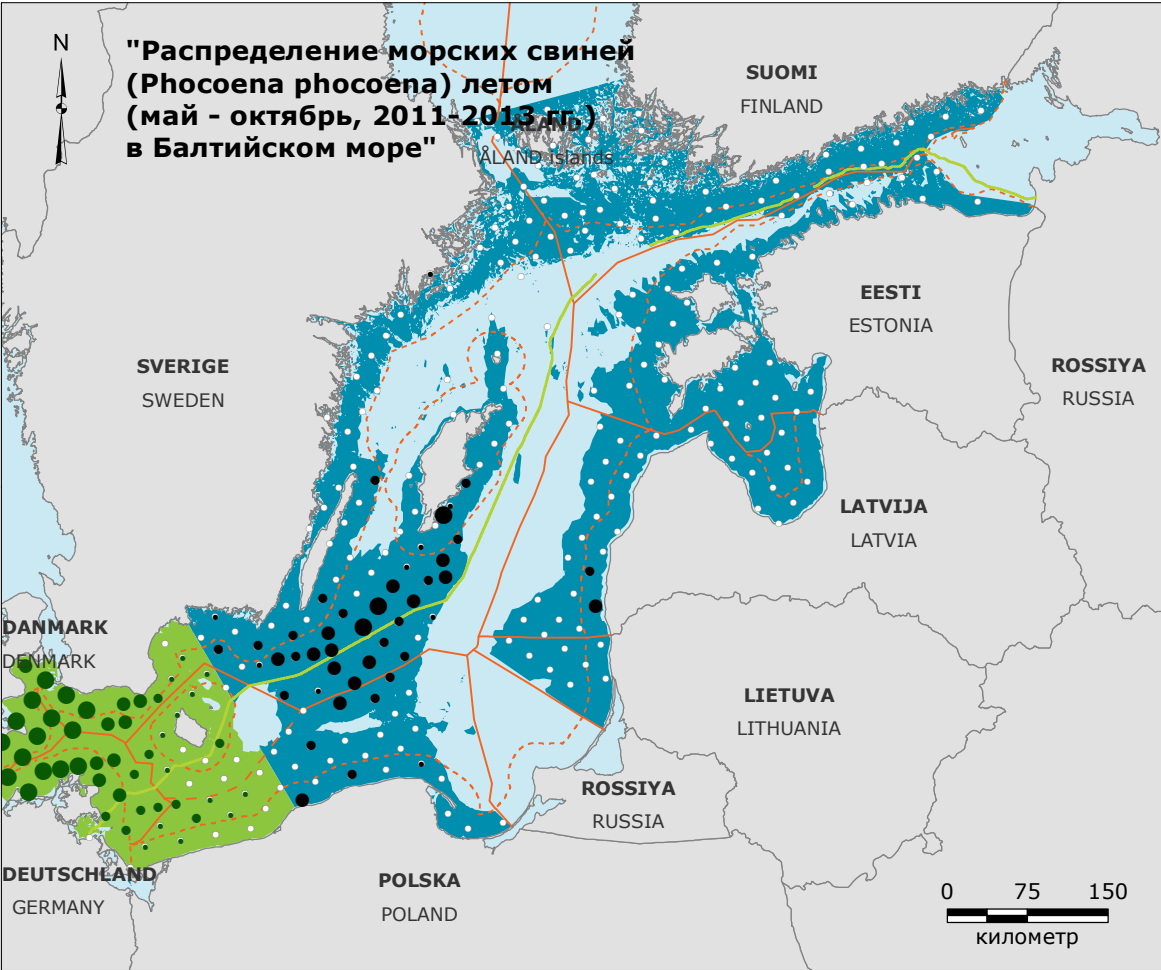 N
"Распределение морских свиней
(Phocoena phocoena) летом
(май - октябрь, 2011-2013 гг.)
в Балтийском море"
SUOMI
FINLAND
ÅLAND
ÅLAND islands
EESTI
ESTONIA
SVERIGE
SWEDEN
ROSSIYA
RUSSIA
LATVIJA
LATVIA
DANMARK
DENMARK
LIETUVA
LITHUANIA
ROSSIYA
RUSSIA
DEUTSCHLAND
GERMANY
POLSKA
POLAND
0 75 150
километр